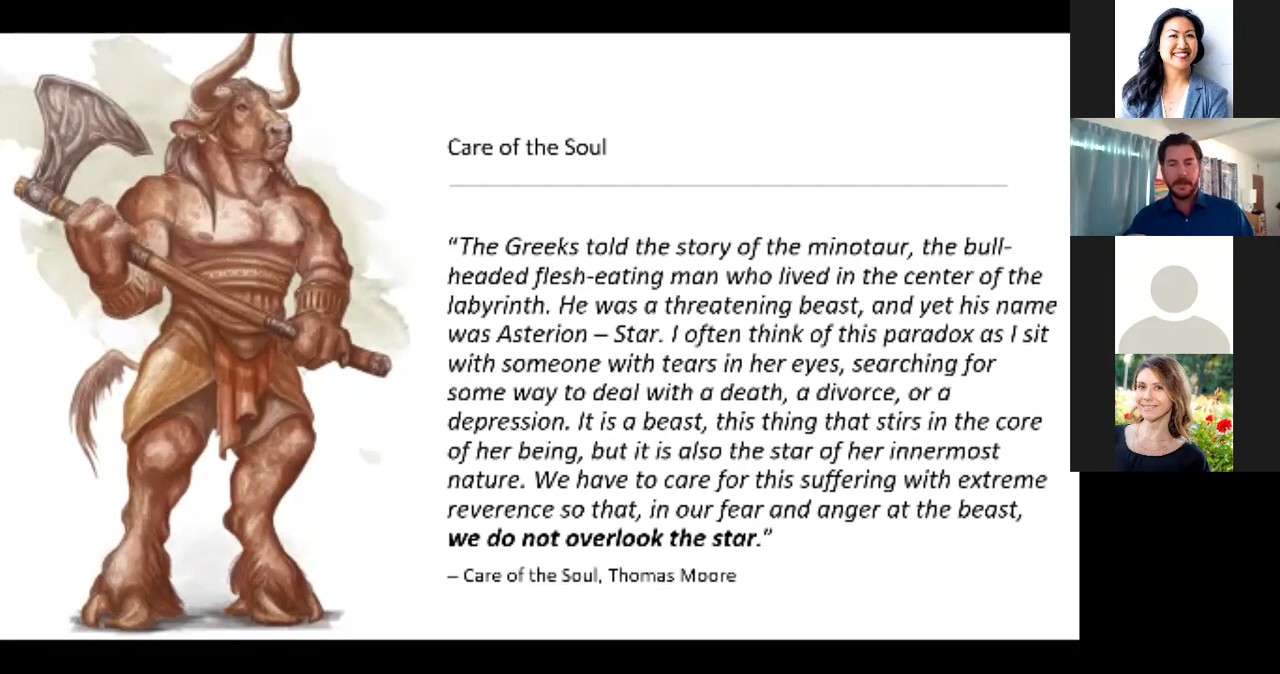 Care of the Soul
“The Greeks told the story of the minotaur, the bull-
headed flesh-eating man who lived in the center of the
labyrinth. He was a threatening beast, and yet his name
was Asterion – Star. I often think of this paradox as I sit
with someone with tears in her eyes, searching for
some way to deal with a death, a divorce, or a
depression. It is a beast, this thing that stirs in the core
of her being, but it is also the star of her innermost
nature. We have to care for this suffering with extreme
reverence so that, in our fear and anger at the beast,
we do not overlook the star.”
– Care of the Soul, Thomas Moore